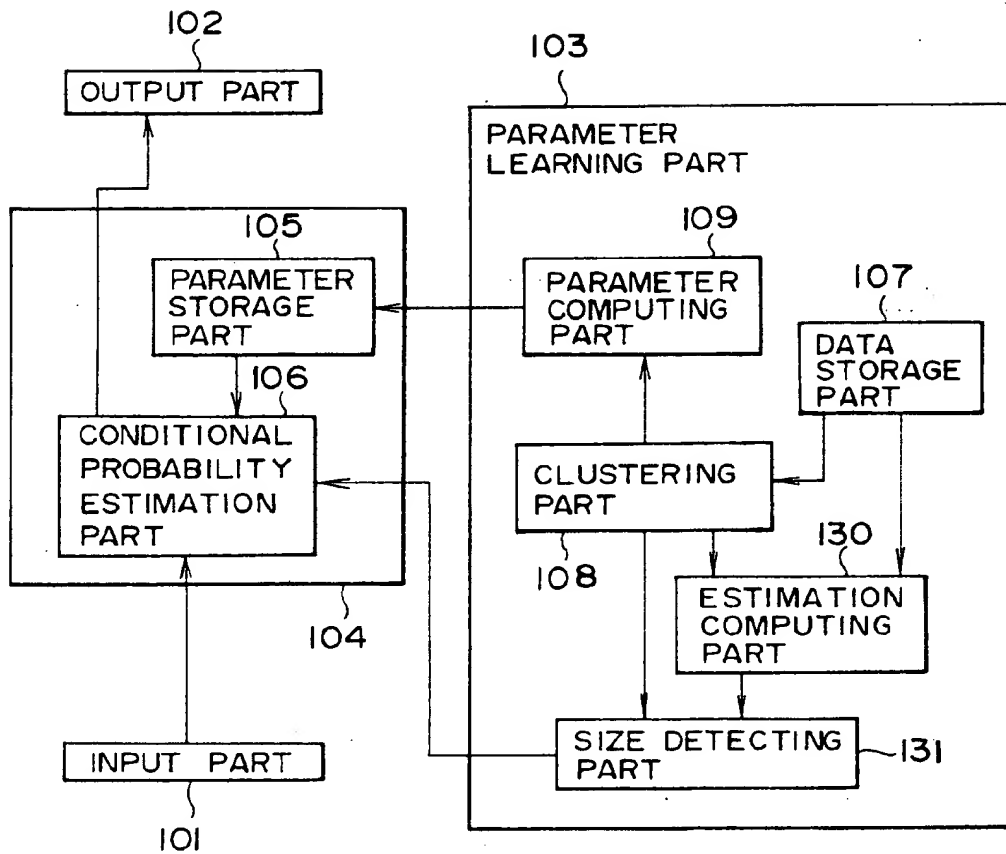 102
OUTPUT PART
103
PARAMETER
LEARNING PART
105
PARAMETER
STORAGE
PART
109
PARAMETER
COMPUTING
PART
107
DATA
STORAGE
PART
106
CONDITIONAL
PROBABILITY
ESTIMATION
PART
CLUSTERING
PART
108
130
ESTIMATION
COMPUTING
PART
104
SIZE DETECTING
PART
131
INPUT PART
101